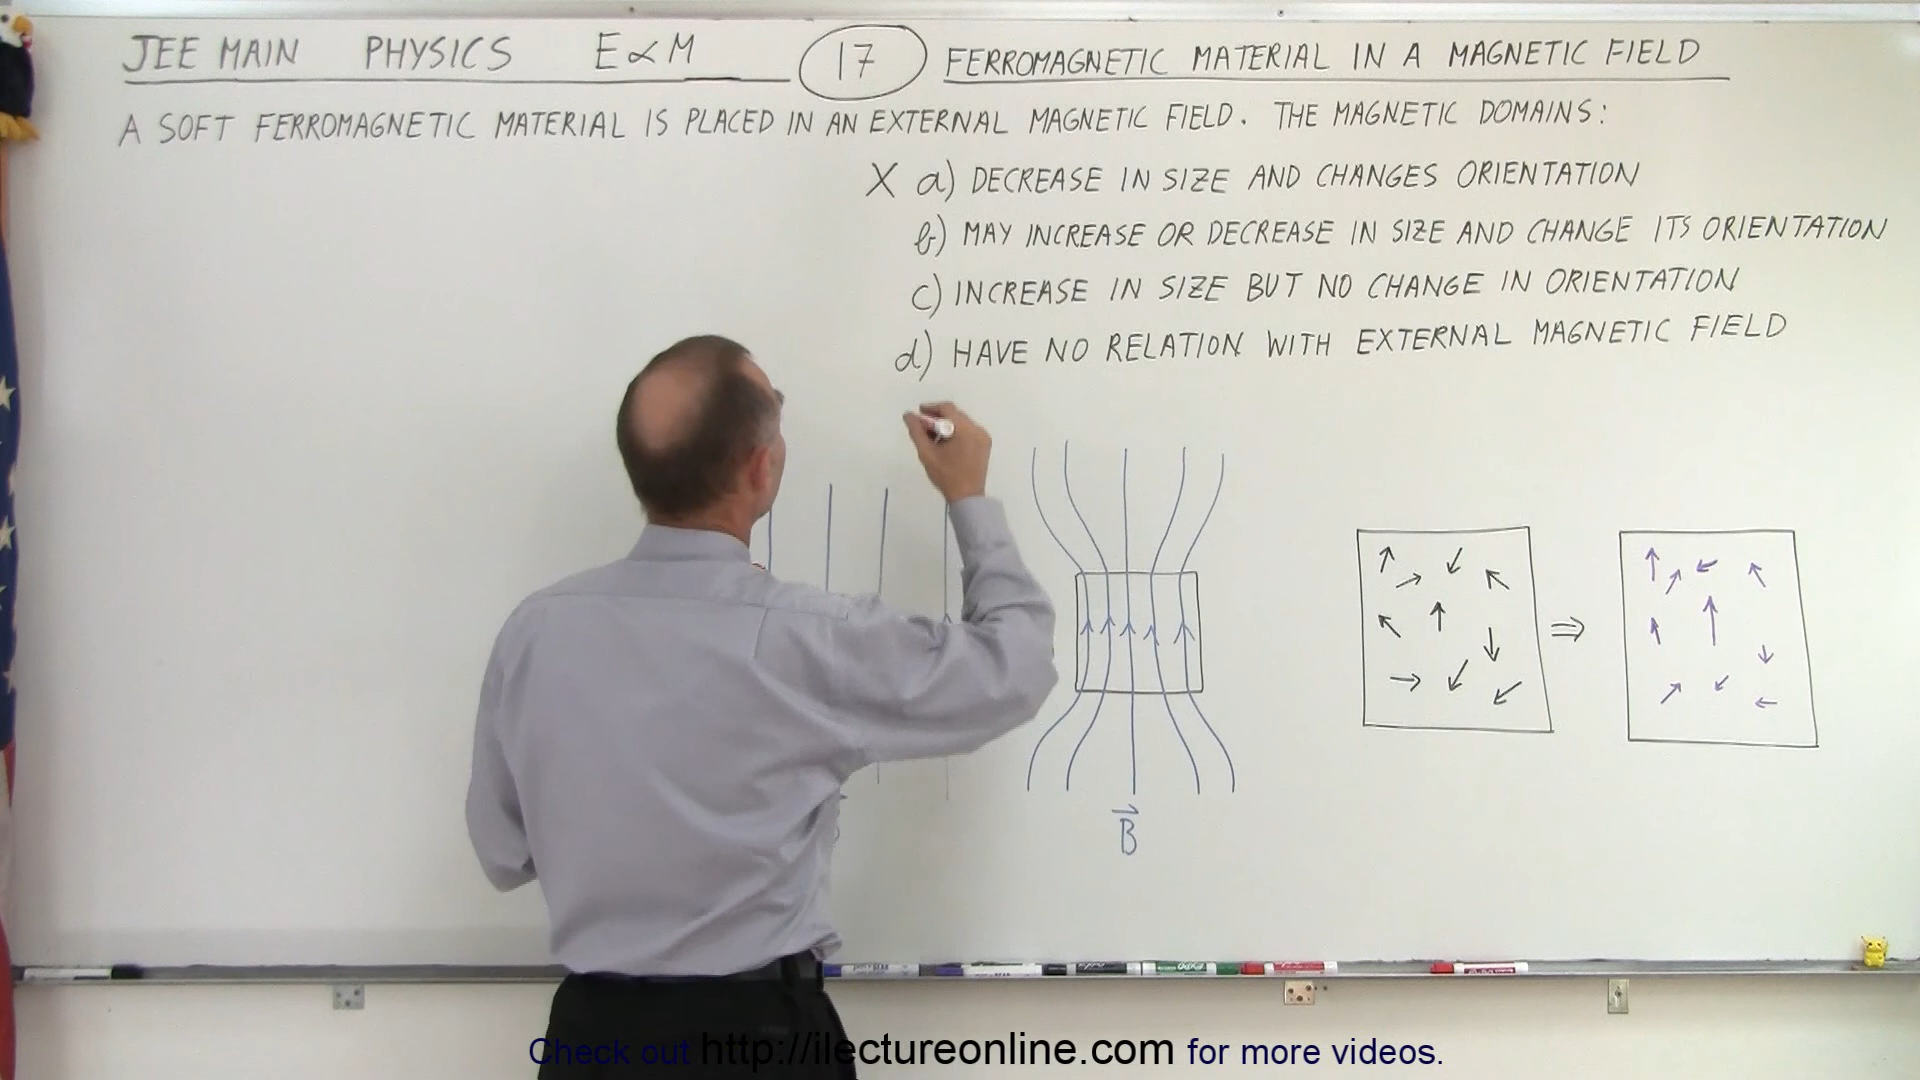 JEE MAIN PHYSICS E∝M 17 FERROMAGNETIC MATERIAL IN A MAGNETIC FIELD
A SOFT FERROMAGNETIC MATERIAL IS PLACED IN AN EXTERNAL MAGNETIC FIELD. THE MAGNETIC DOMAINS:
X a) DECREASE IN SIZE AND CHANGES ORIENTATION
b) MAY INCREASE OR DECREASE IN SIZE AND CHANGE ITS ORIENTATION
c) INCREASE IN SIZE BUT NO CHANGE IN ORIENTATION
d) HAVE NO RELATION WITH EXTERNAL MAGNETIC FIELD
B
Check out http://ilectureonline.com for more videos.